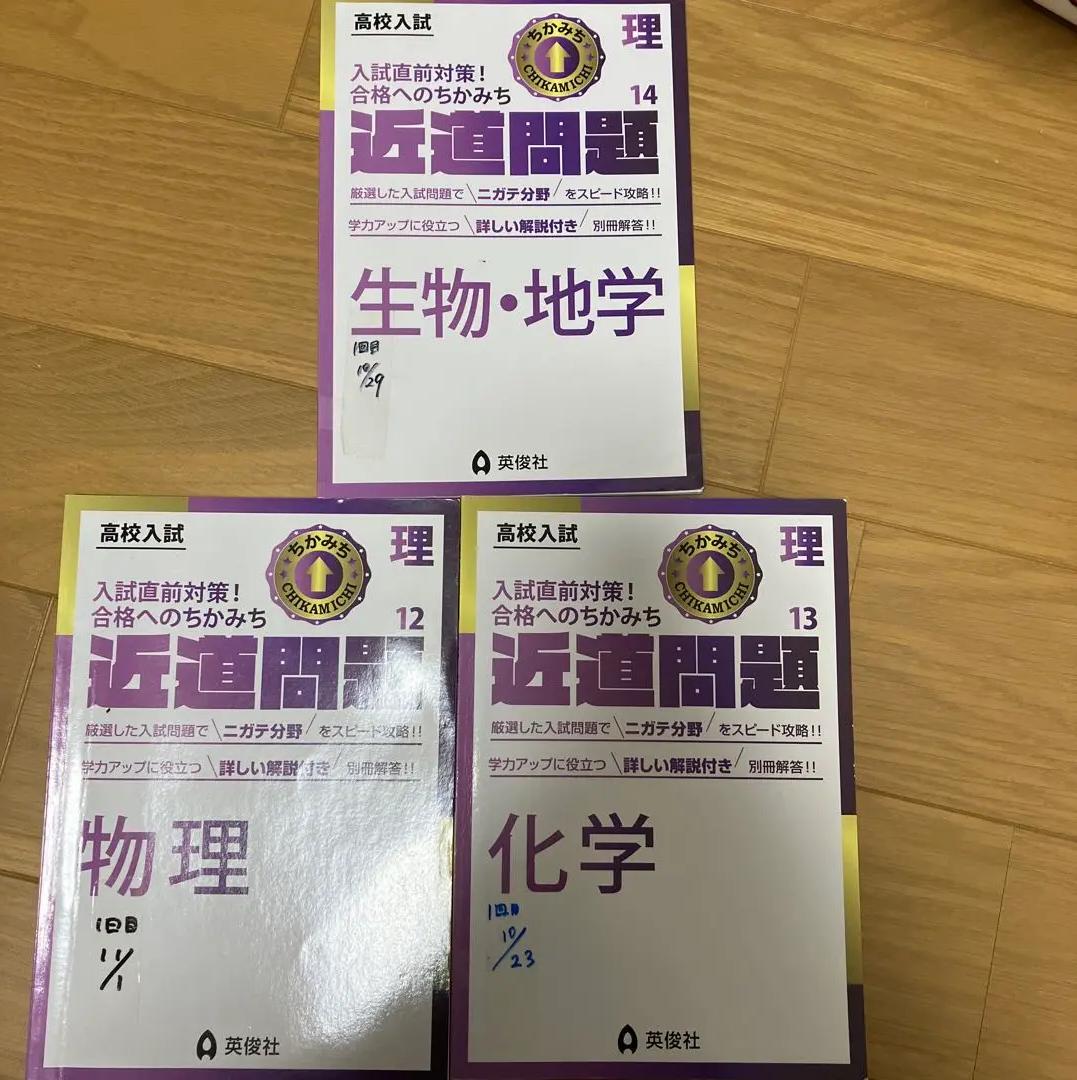 高校入試
ちかみち
CHIKAMICHI
理
入試直前対策!
合格へのちかみち
14
近道問題
厳選した入試問題で \ニガテ分野/ をスピード攻略!!
学力アップに役立つ \詳しい解説付き/ 別冊解答!!
生物・地学
1回目
10/29
英俊社
高校入試
ちかみち
CHIKAMICHI
理
入試直前対策!
合格へのちかみち
12
近道問題
厳選した入試問題で \ニガテ分野/ をスピード攻略!!
学力アップに役立つ \詳しい解説付き/ 別冊解答!!
物理
1回目
11/1
英俊社
高校入試
ちかみち
CHIKAMICHI
理
入試直前対策!
合格へのちかみち
13
近道問題
厳選した入試問題で \ニガテ分野/ をスピード攻略!!
学力アップに役立つ \詳しい解説付き/ 別冊解答!!
化学
1回目
10/23
英俊社